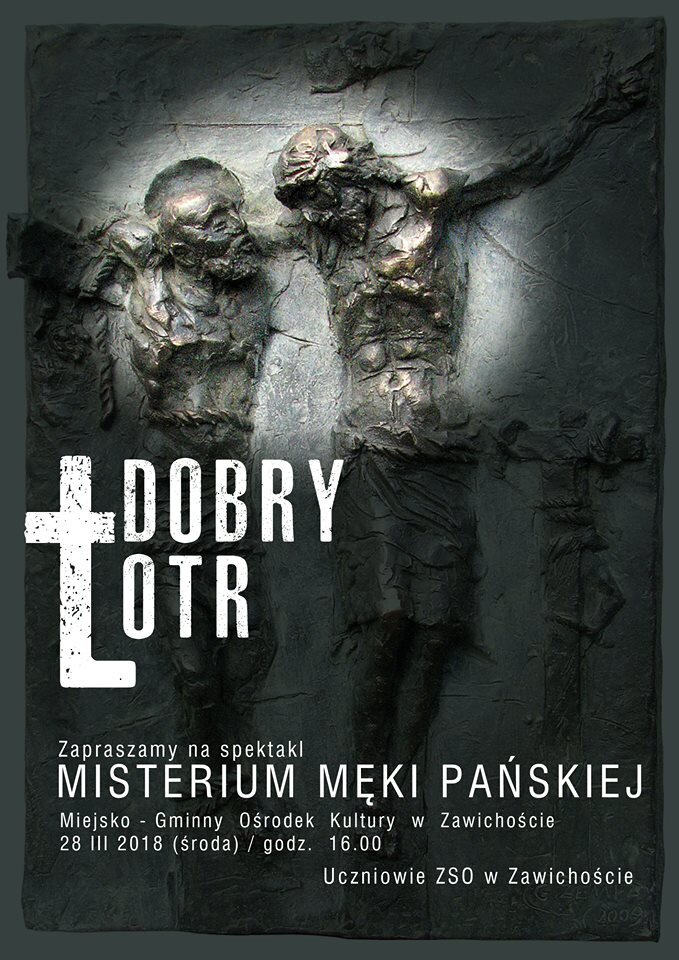 DOBRY
ŁOTR
Zapraszamy na spektakl
MISTERIUM MĘKI PAŃSKIEJ
Miejsko - Gminny Ośrodek Kultury w Zawichoście
28 III 2018 (środa) / godz. 16.00
Uczniowie ZSO w Zawichoście
2009